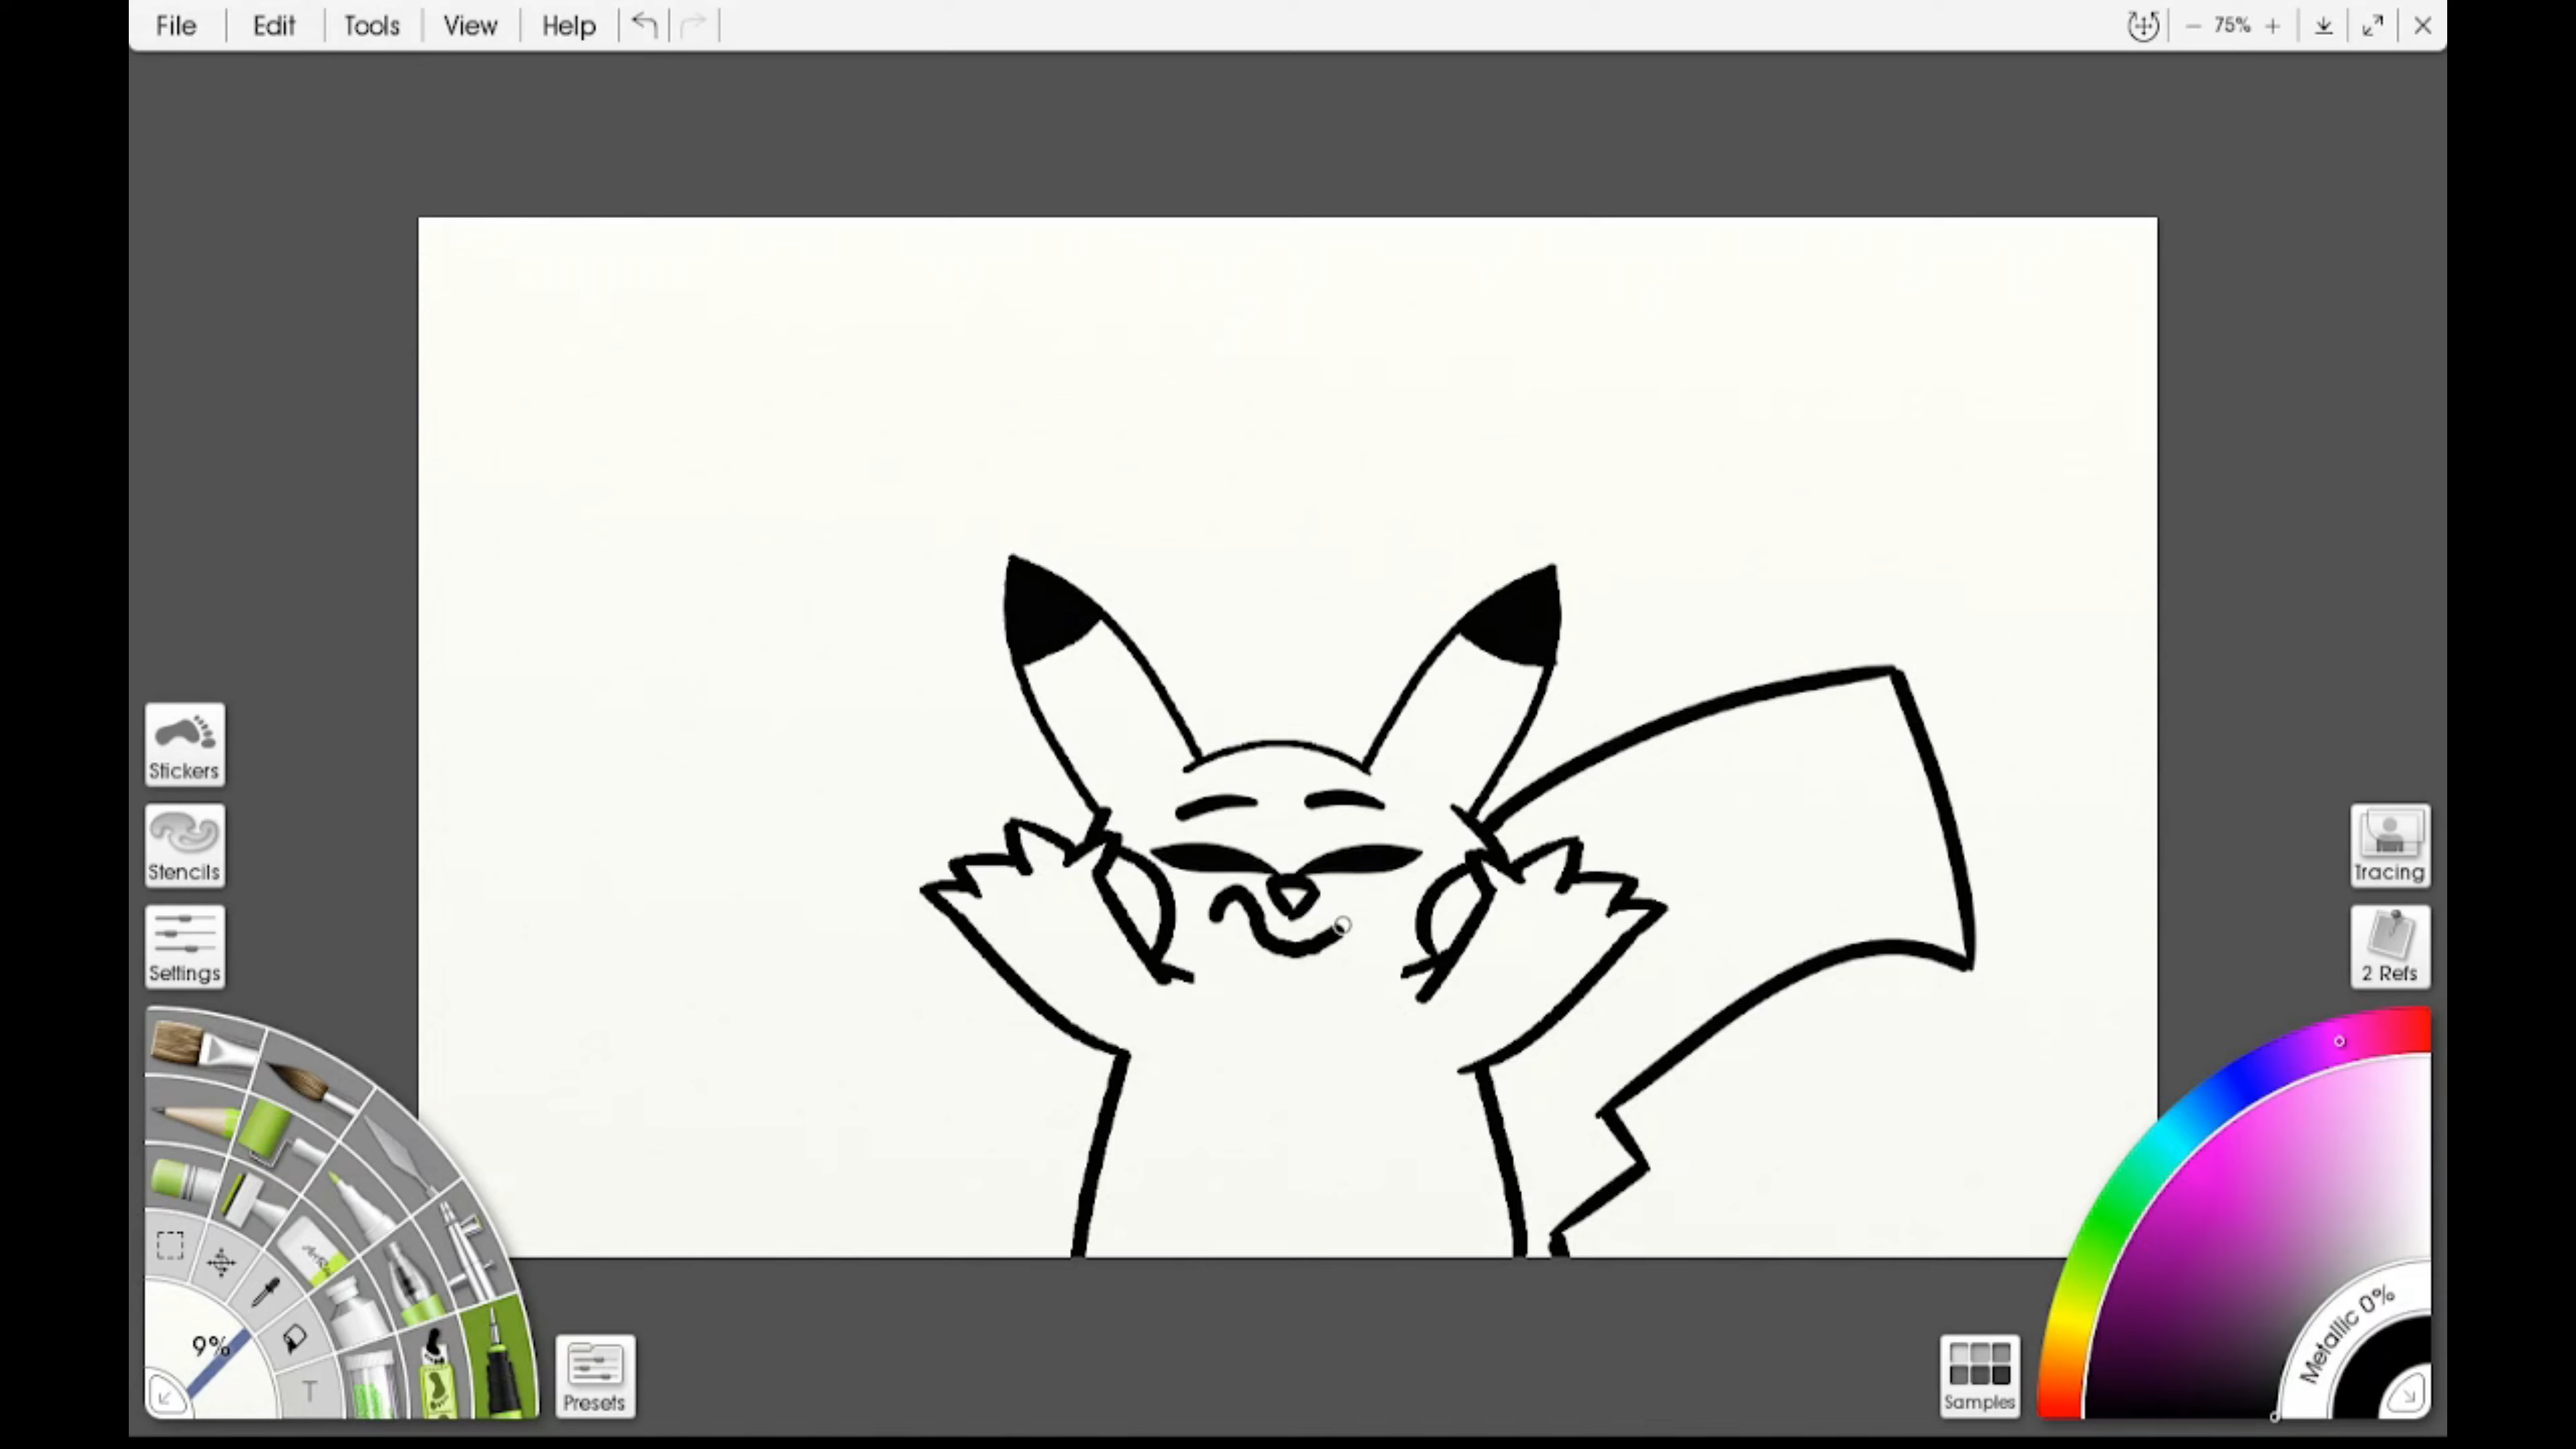 File Edit Tools View Help 75%
Stickers
Stencils
Settings
Tracing
2 Refs
9%
T
Presets
Samples
Metallic 0%